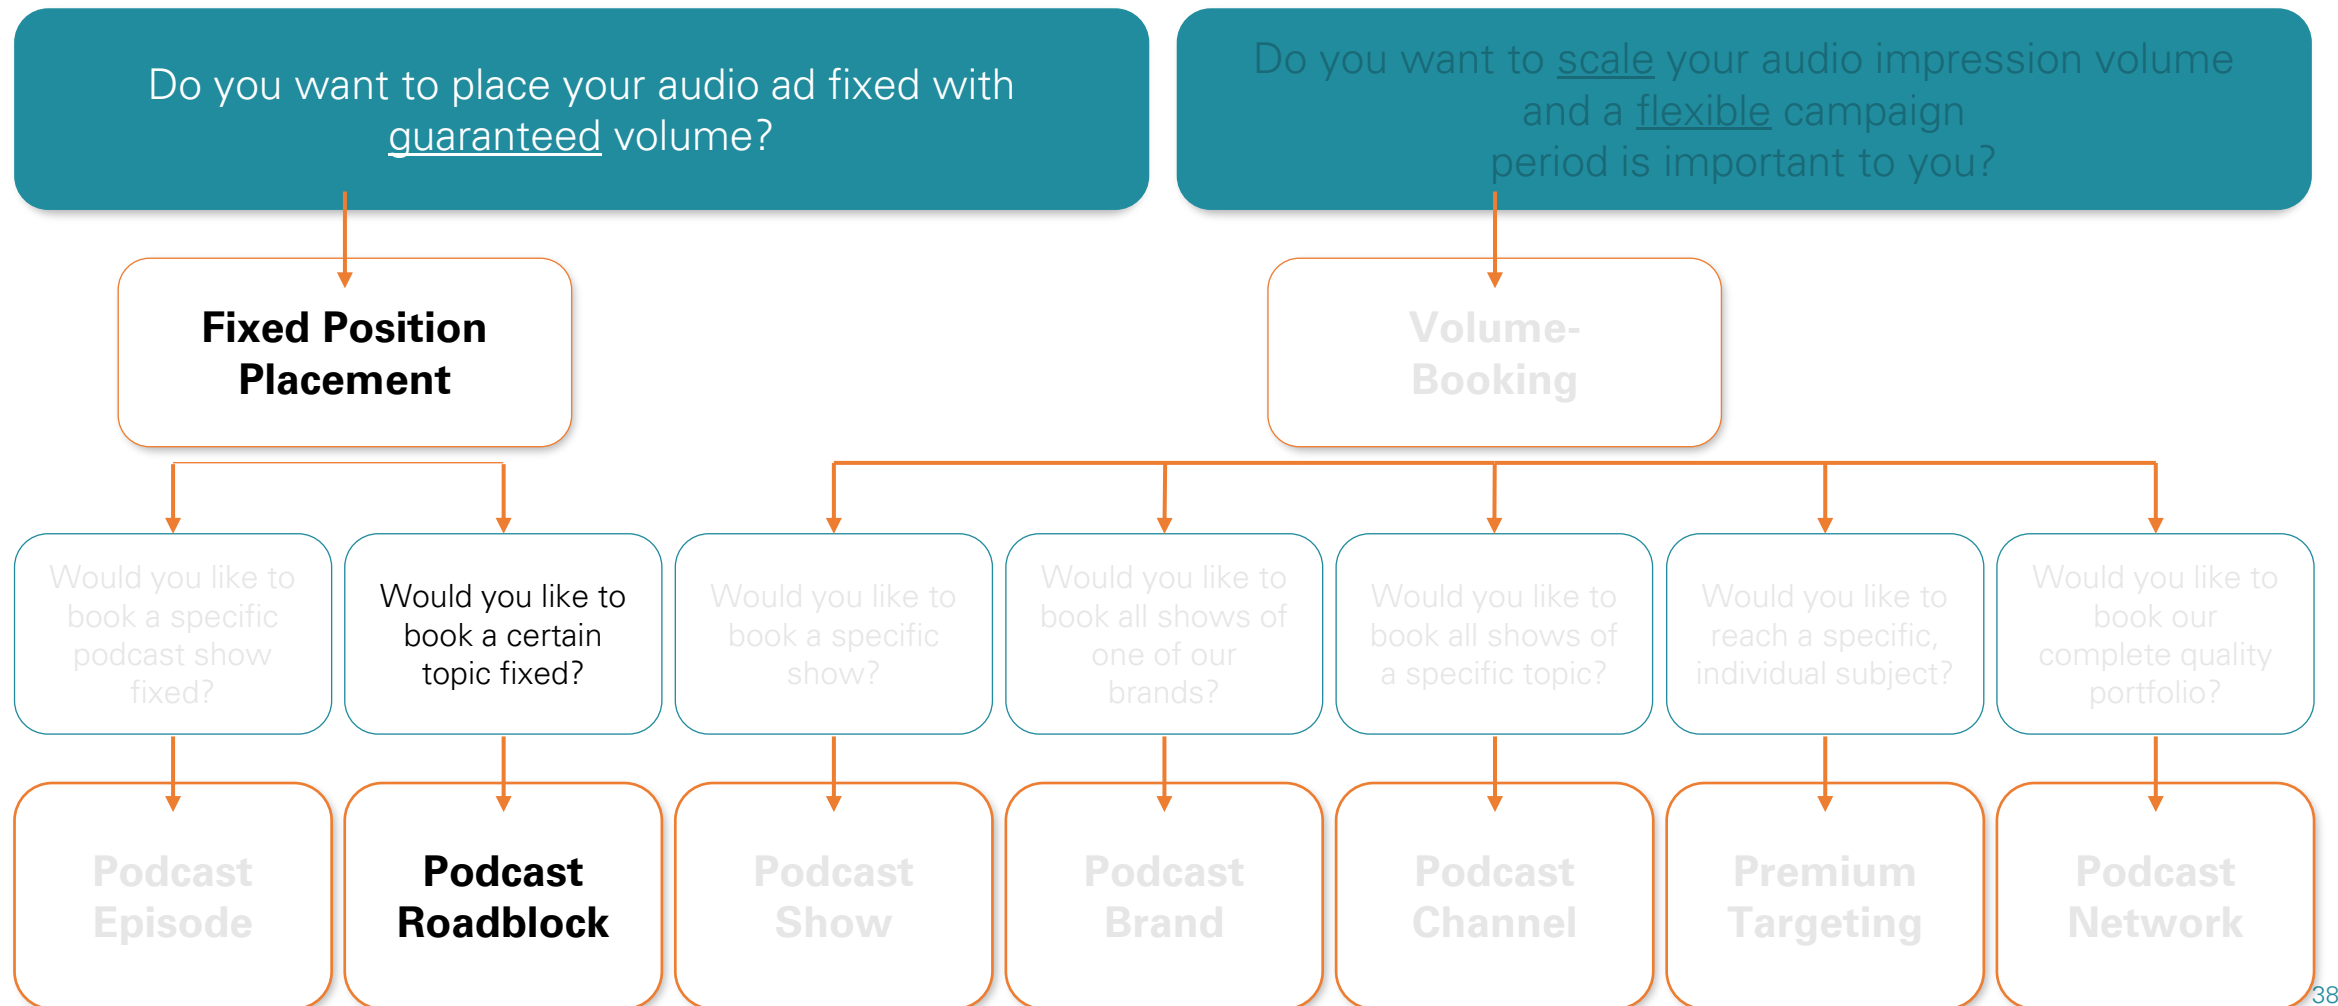 Do you want to place your audio ad fixed with
guaranteed volume?
Do you want to scale your audio impression volume
and a flexible campaign
period is important to you?
Fixed Position
Placement
Volume-
Booking
Would you like to
book a specific
podcast show
fixed?
Would you like to
book a certain
topic fixed?
Would you like to
book a specific
show?
Would you like to
book all shows of
one of our
brands?
Would you like to
book all shows of
a specific topic?
Would you like to
reach a specific,
individual subject?
Would you like to
book our
complete quality
portfolio?
Podcast
Episode
Podcast
Roadblock
Podcast
Show
Podcast
Brand
Podcast
Channel
Premium
Targeting
Podcast
Network
38